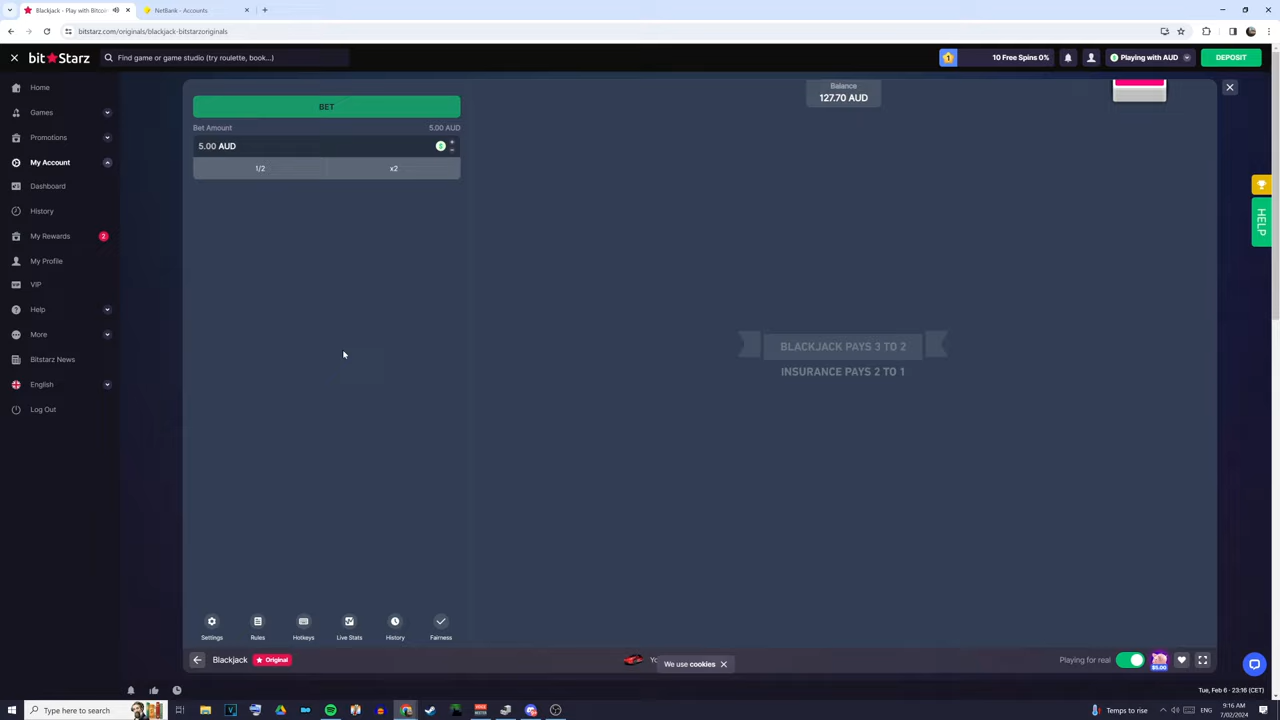 Blackjack - Play with Bitcoin
NetBank - Accounts
bitstarz.com/originals/blackjack-bitstarzoriginals
bitStarz
Find game or game studio (try roulette, book...)
1
10 Free Spins 0%
Playing with AUD
DEPOSIT
Home
Games
Promotions
My Account
Dashboard
History
My Rewards
2
My Profile
VIP
Help
More
Bitstarz News
English
Log Out
BET
Bet Amount
5.00 AUD
5.00 AUD
1/2
x2
Balance
127.70 AUD
BLACKJACK PAYS 3 TO 2
INSURANCE PAYS 2 TO 1
HELP
Settings
Rules
Hotkeys
Live Stats
History
Fairness
Blackjack
Original
We use cookies
Playing for real
$5.00
Tue, Feb 6 - 23:16 (CET)
Type here to search
Temps to rise
ENG
9:16 AM
7/02/2024